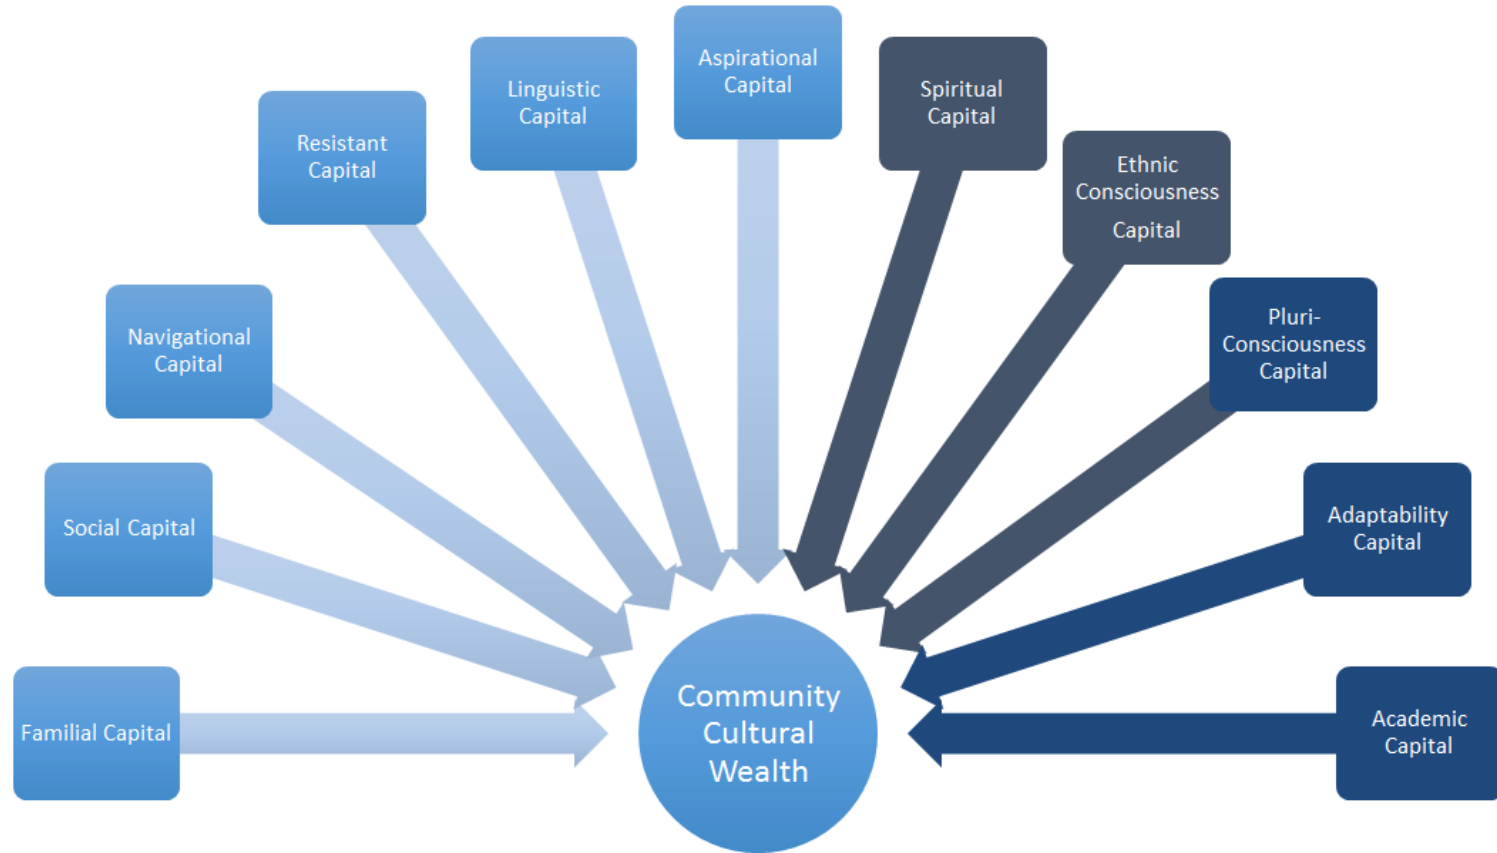 Aspirational
Capital
Linguistic
Capital
Spiritual
Capital
Resistant
Capital
Ethnic
Consciousness
Capital
Navigational
Capital
Pluri-
Consciousness
Capital
Social Capital
Adaptability
Capital
Familial Capital
Community
Cultural
Wealth
Academic
Capital